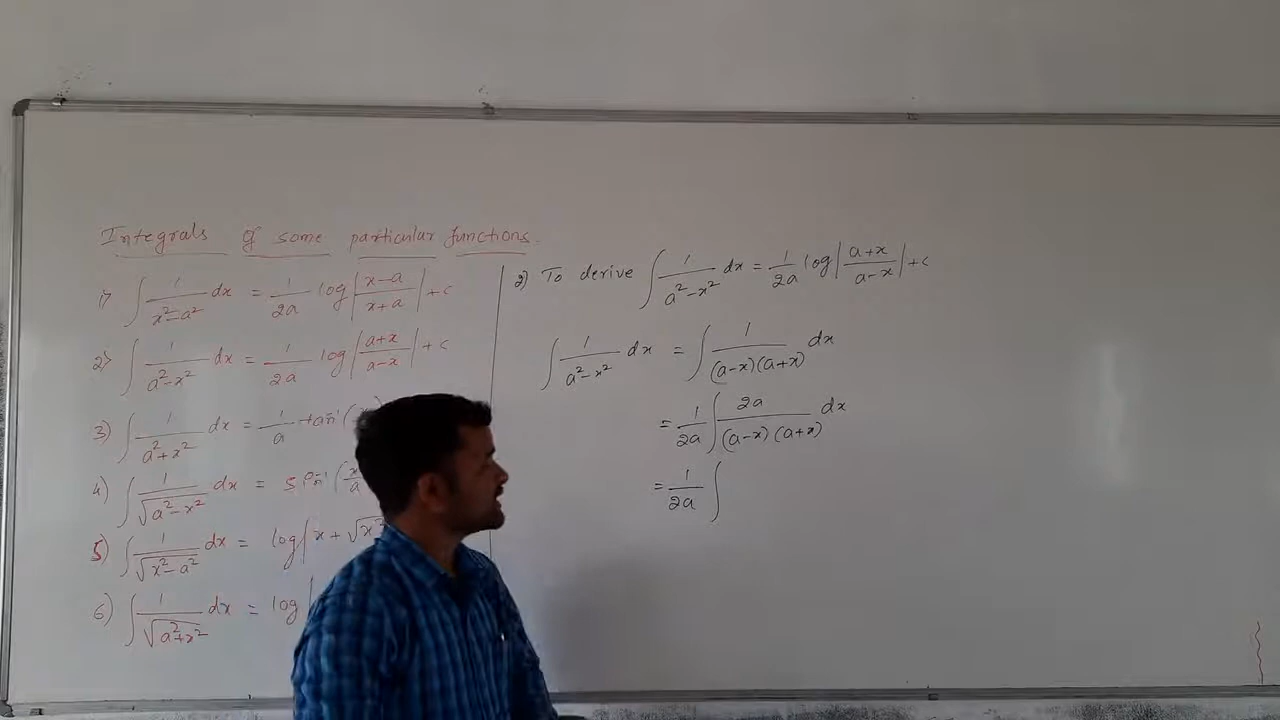 Integrals of some particular functions.
1) ∫ 1/(x²-a²) dx = 1/2a log |(x-a)/(x+a)| + c
2) ∫ 1/(a²-x²) dx = 1/2a log |(a+x)/(a-x)| + c
3) ∫ 1/(a²+x²) dx = 1/a tan⁻¹(
4) ∫ 1/√(a²-x²) dx = sin⁻¹(x/a
5) ∫ 1/√(x²-a²) dx = log |x + √x²
6) ∫ 1/√(a²+x²) dx = log |
2) To derive ∫ 1/(a²-x²) dx = 1/2a log |(a+x)/(a-x)| + c
∫ 1/(a²-x²) dx = ∫ 1/((a-x)(a+x)) dx
= 1/2a ∫ 2a/((a-x)(a+x)) dx
= 1/2a ∫